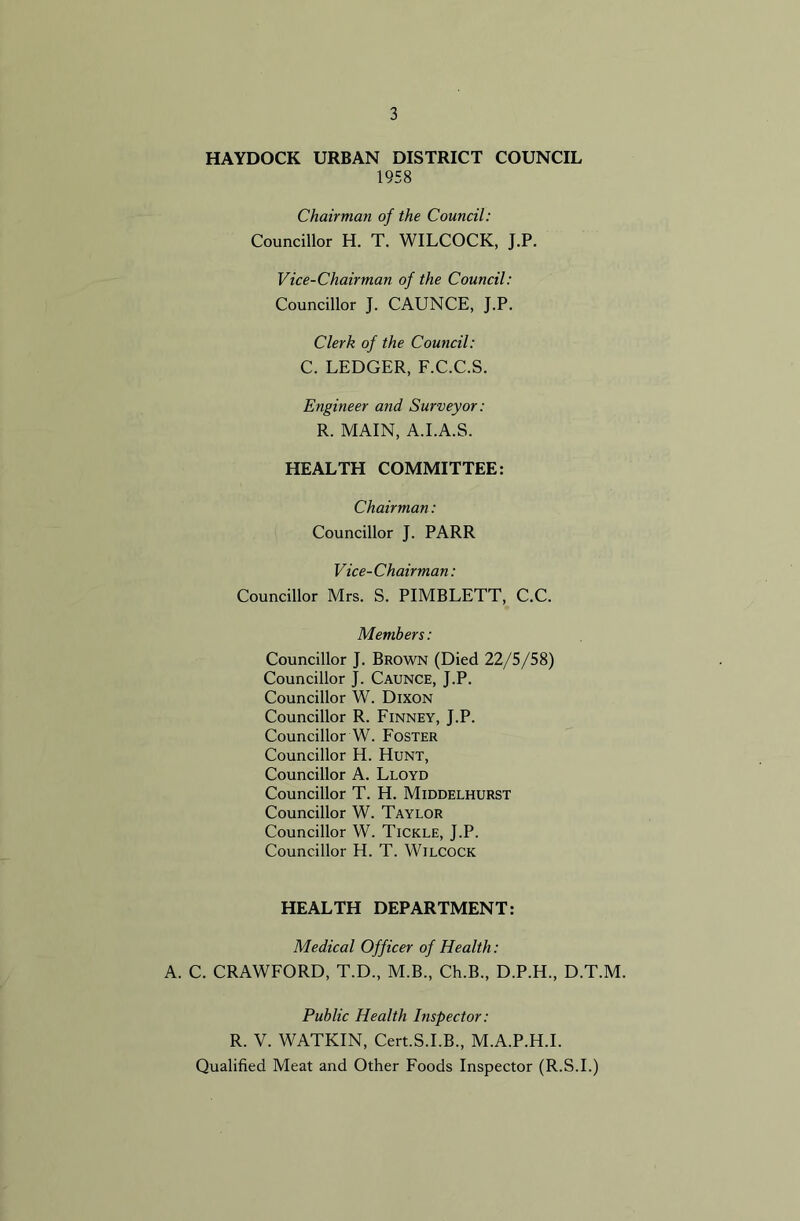 3
HAYDOCK URBAN DISTRICT COUNCIL
1958
Chairman of the Council:
Councillor H. T. WILCOCK, J.P.
Vice-Chairman of the Council:
Councillor J. CAUNCE, J.P.
Clerk of the Council:
C. LEDGER, F.C.C.S.
Engineer and Surveyor:
R. MAIN, A.I.A.S.
HEALTH COMMITTEE:
Chairman:
Councillor J. PARR
Vice-Chairman:
Councillor Mrs. S. PIMBLETT, C.C.
Members:
Councillor J. BROWN (Died 22/5/58)
Councillor J. CAUNCE, J.P.
Councillor W. DIXON
Councillor R. FINNEY, J.P.
Councillor W. FOSTER
Councillor H. HUNT,
Councillor A. LLOYD
Councillor T. H. MIDDELHURST
Councillor W. TAYLOR
Councillor W. TICKLE, J.P.
Councillor H. T. WILCOCK
HEALTH DEPARTMENT:
Medical Officer of Health:
A. C. CRAWFORD, T.D., M.B., Ch.B., D.P.H., D.T.M.
Public Health Inspector:
R. V. WATKIN, Cert.S.I.B., M.A.P.H.I.
Qualified Meat and Other Foods Inspector (R.S.I.)